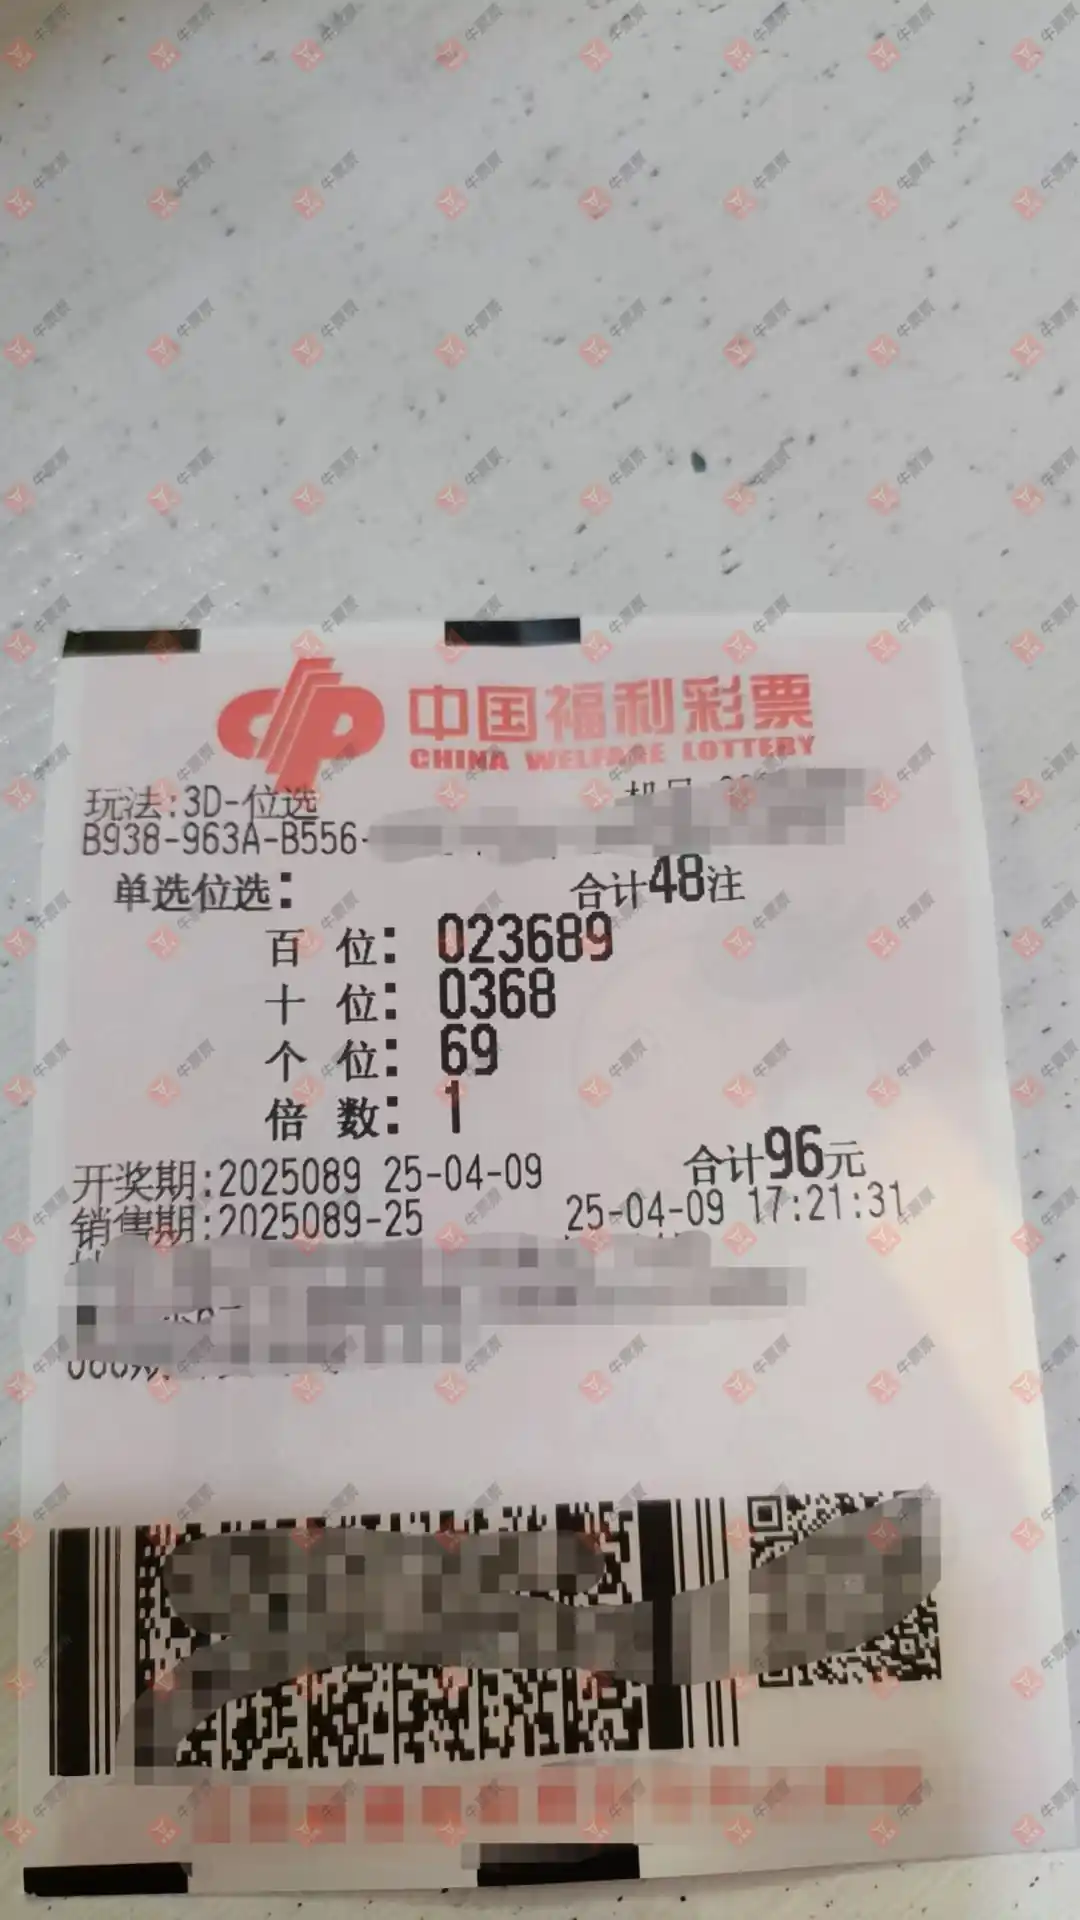 中国福利彩票
CHINA WELFARE LOTTERY
玩法:3D-位选
B938-963A-B556-
单选位选: 合计48注
百 位: 023689
十 位: 0368
个 位: 69
倍 数: 1
合计96元
开奖期:2025089 25-04-09
销售期:2025089-25 25-04-09 17:21:31